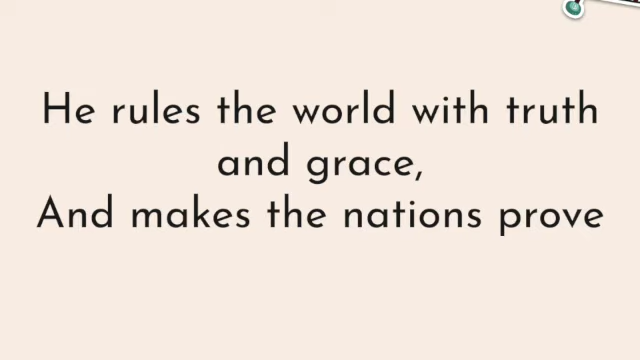 He rules the world with truth
and grace,
And makes the nations prove